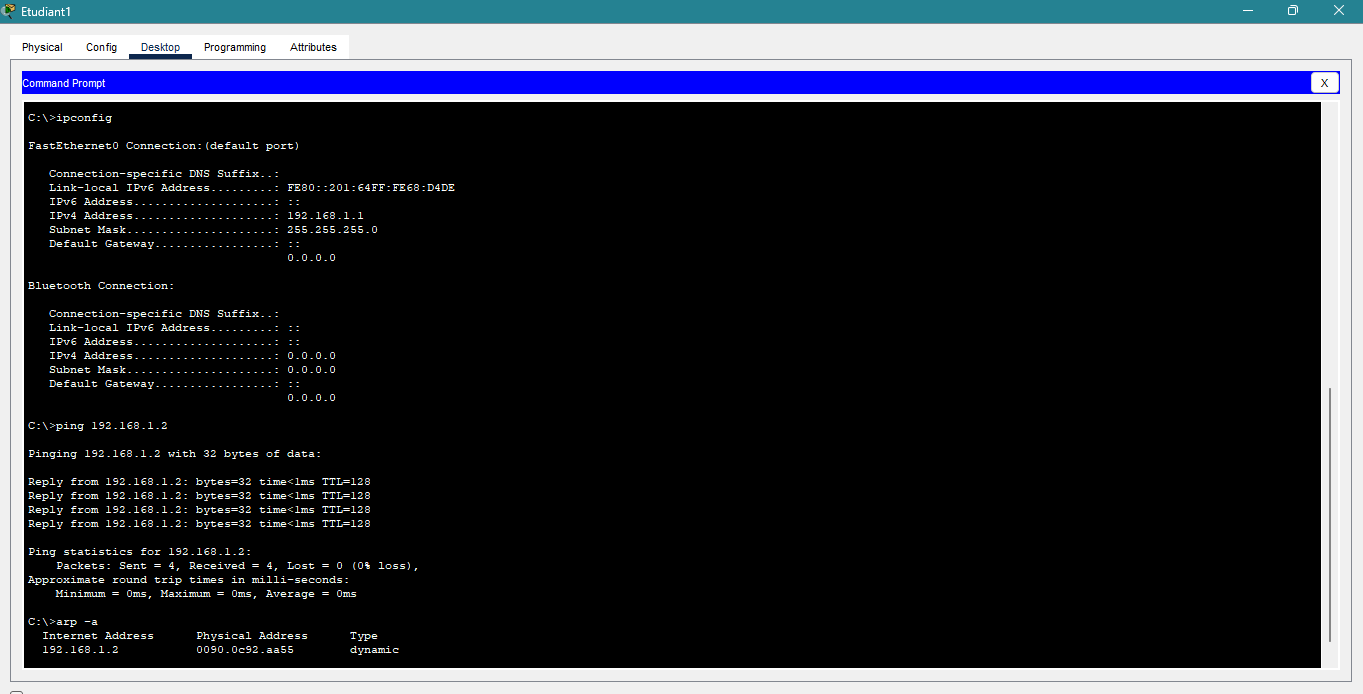 Etudiant1
Physical Config Desktop Programming Attributes
Command Prompt X
C:\>ipconfig
FastEthernet0 Connection:(default port)
Connection-specific DNS Suffix..:
Link-local IPv6 Address.........: FE80::201:64FF:FE68:D4DE
IPv6 Address....................: ::
IPv4 Address....................: 192.168.1.1
Subnet Mask.....................: 255.255.255.0
Default Gateway.................: ::
0.0.0.0
Bluetooth Connection:
Connection-specific DNS Suffix..:
Link-local IPv6 Address.........: ::
IPv6 Address....................: ::
IPv4 Address....................: 0.0.0.0
Subnet Mask.....................: 0.0.0.0
Default Gateway.................: ::
0.0.0.0
C:\>ping 192.168.1.2
Pinging 192.168.1.2 with 32 bytes of data:
Reply from 192.168.1.2: bytes=32 time<1ms TTL=128
Reply from 192.168.1.2: bytes=32 time<1ms TTL=128
Reply from 192.168.1.2: bytes=32 time<1ms TTL=128
Reply from 192.168.1.2: bytes=32 time<1ms TTL=128
Ping statistics for 192.168.1.2:
Packets: Sent = 4, Received = 4, Lost = 0 (0% loss),
Approximate round trip times in milli-seconds:
Minimum = 0ms, Maximum = 0ms, Average = 0ms
C:\>arp -a
Internet Address Physical Address Type
192.168.1.2 0090.0c92.aa55 dynamic